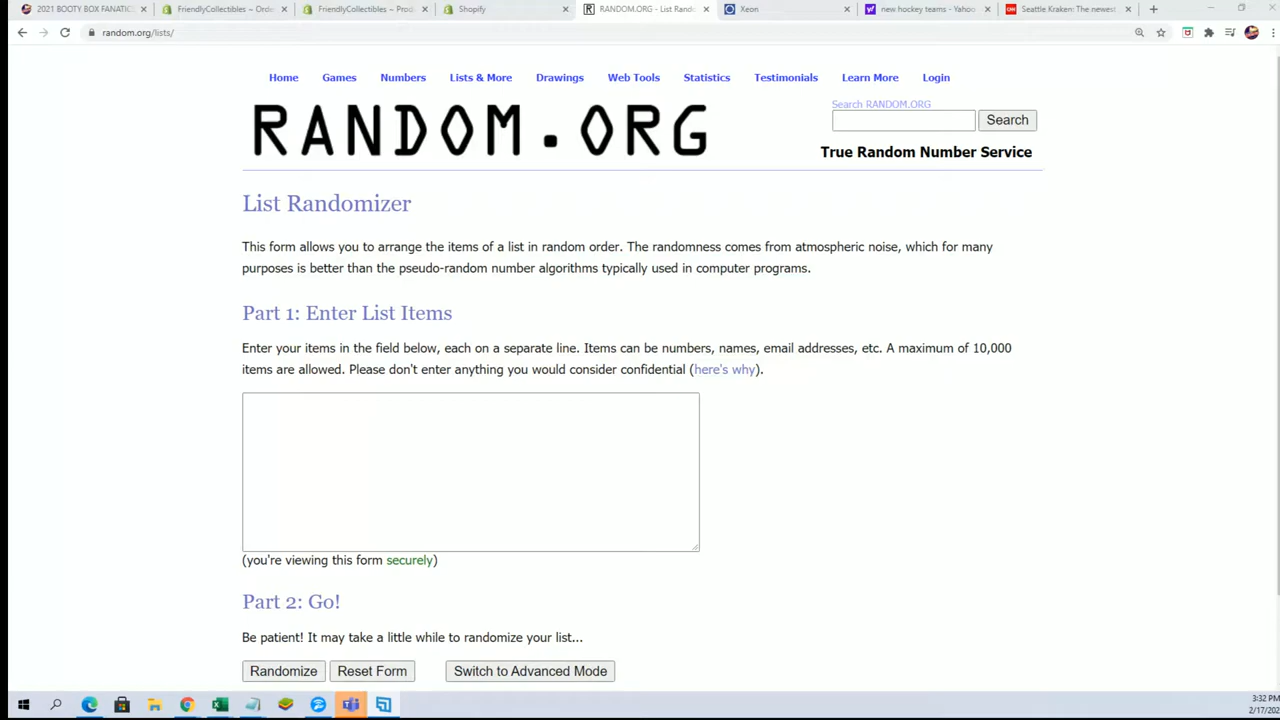 2021 BOOTY BOX FANATIC
FriendlyCollectibles ~ Orde
FriendlyCollectibles ~ Prod
Shopify
RANDOM.ORG - List Rando
Xeon
new hockey teams - Yahoo
Seattle Kraken: The newest
random.org/lists/
Home Games Numbers Lists & More Drawings Web Tools Statistics Testimonials Learn More Login
Search RANDOM.ORG
RANDOM.ORG
Search
True Random Number Service
List Randomizer
This form allows you to arrange the items of a list in random order. The randomness comes from atmospheric noise, which for many
purposes is better than the pseudo-random number algorithms typically used in computer programs.
Part 1: Enter List Items
Enter your items in the field below, each on a separate line. Items can be numbers, names, email addresses, etc. A maximum of 10,000
items are allowed. Please don't enter anything you would consider confidential (here's why).
(you're viewing this form securely)
Part 2: Go!
Be patient! It may take a little while to randomize your list...
Randomize Reset Form Switch to Advanced Mode
3:32 PM
2/17/202